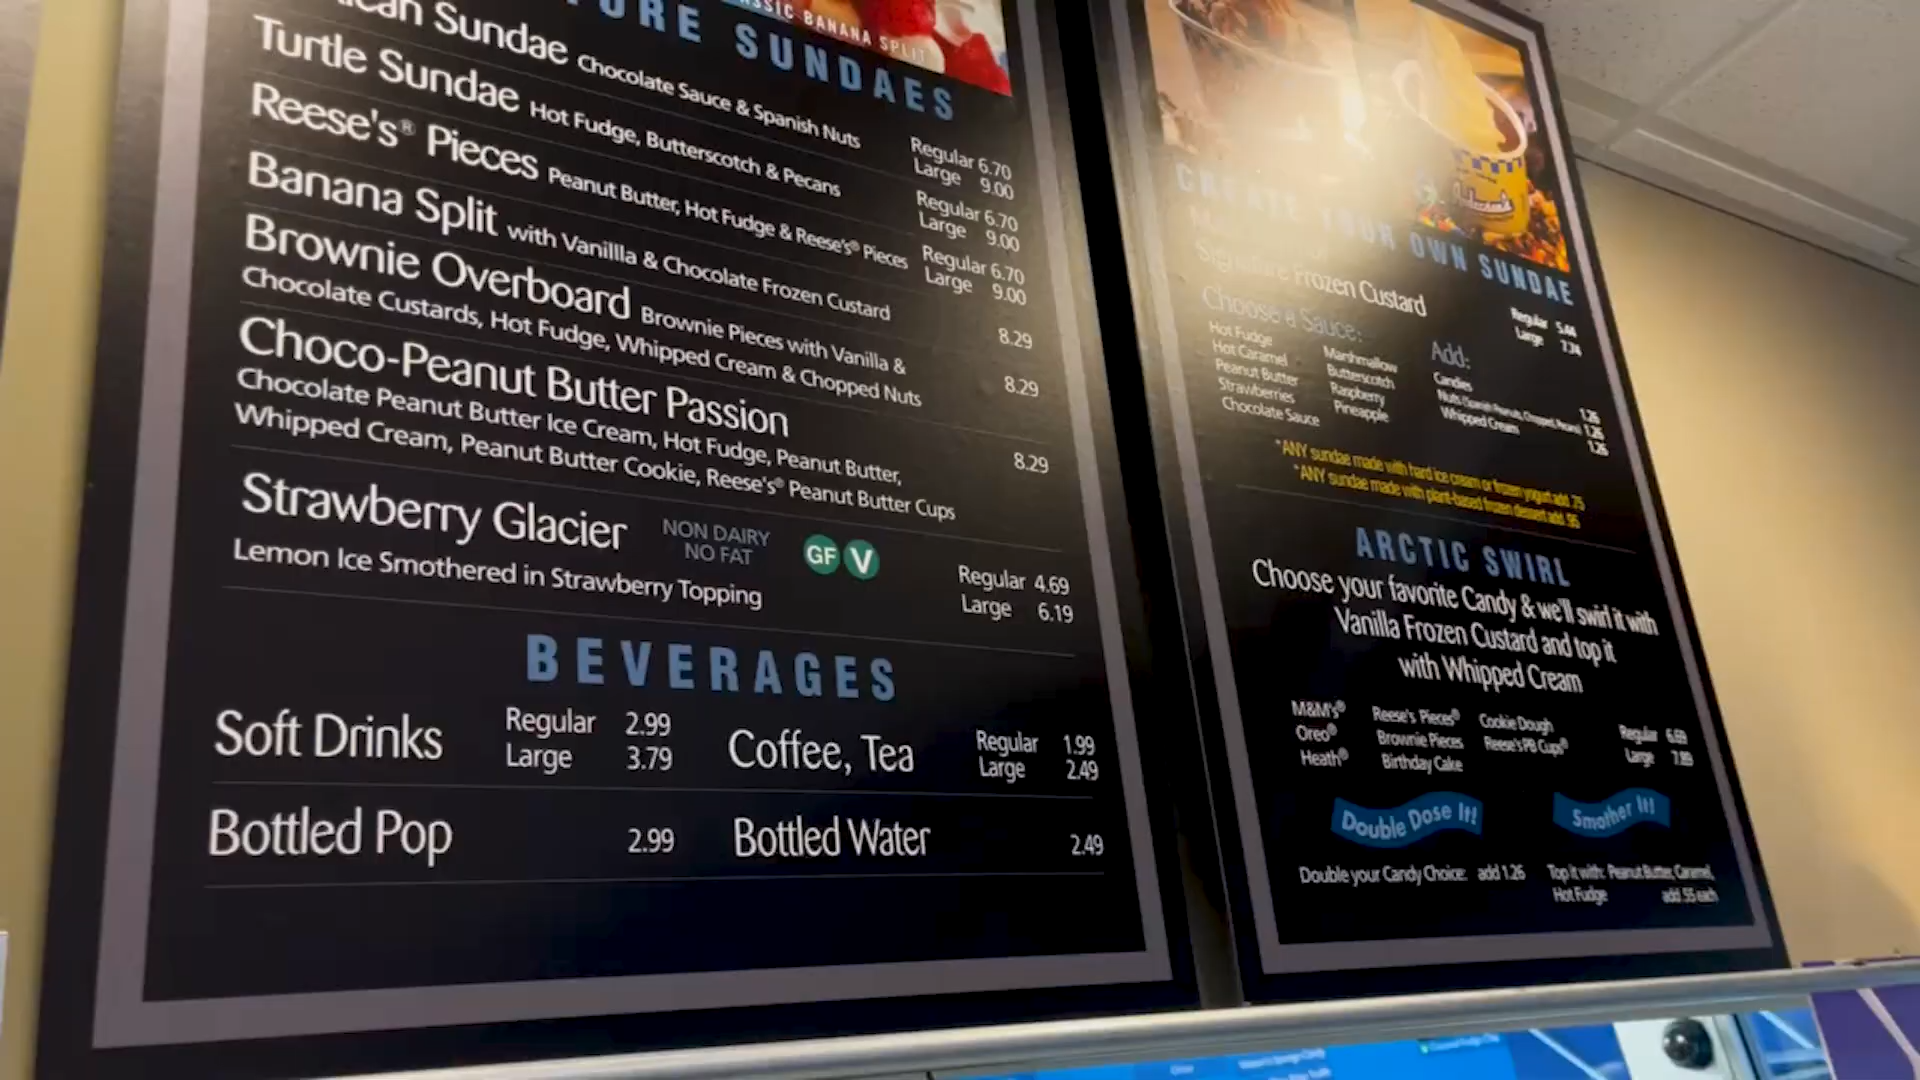 SSIC BANANA SPLIT
URE SUNDAES
ican Sundae Chocolate Sauce & Spanish Nuts
Regular 6.70
Large 9.00
Turtle Sundae Hot Fudge, Butterscotch & Pecans
Regular 6.70
Large 9.00
Reese's® Pieces Peanut Butter, Hot Fudge & Reese's® Pieces
Regular 6.70
Large 9.00
Banana Split with Vanillla & Chocolate Frozen Custard
8.29
Brownie Overboard Brownie Pieces with Vanilla &
Chocolate Custards, Hot Fudge, Whipped Cream & Chopped Nuts
8.29
Choco-Peanut Butter Passion
Chocolate Peanut Butter Ice Cream, Hot Fudge, Peanut Butter,
Whipped Cream, Peanut Butter Cookie, Reese's® Peanut Butter Cups
8.29
Strawberry Glacier NON DAIRY
NO FAT
GF V
Lemon Ice Smothered in Strawberry Topping
Regular 4.69
Large 6.19
BEVERAGES
Soft Drinks Regular 2.99
Large 3.79
Coffee, Tea Regular 1.99
Large 2.49
Bottled Pop 2.99
Bottled Water 2.49
Anderson's
CREATE YOUR OWN SUNDAE
Signature Frozen Custard
Regular 5.44
Large 7.74
Choose a Sauce:
Hot Fudge
Hot Caramel
Peanut Butter
Strawberries
Chocolate Sauce
Marshmallow
Butterscotch
Raspberry
Pineapple
Add:
Candies 1.26
Nuts (Spanish Peanuts, Chopped, Pecans) 1.26
Whipped Cream 1.26
*ANY sundae made with hard ice cream or frozen yogurt add .75
*ANY sundae made with plant-based frozen dessert add .95
ARCTIC SWIRL
Choose your favorite Candy & we'll swirl it with
Vanilla Frozen Custard and top it
with Whipped Cream
M&M's®
Oreo®
Heath®
Reese's Pieces®
Brownie Pieces
Birthday Cake
Cookie Dough
Reese's PB Cups®
Regular 6.69
Large 7.89
Double Dose It!
Double your Candy Choice: add 1.26
Smother It!
Top it with: Peanut Butter, Caramel,
Hot Fudge add .55 each